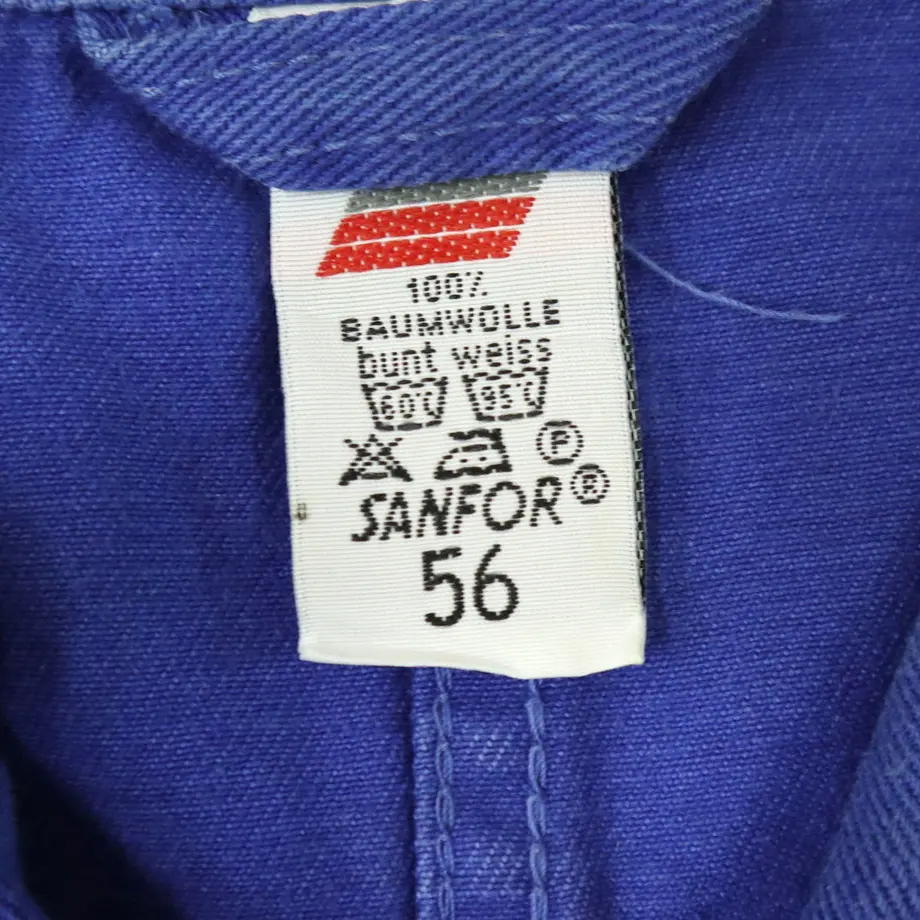 100%
BAUMWOLLE
bunt weiss
60°C 95°C
P
SANFOR®
56